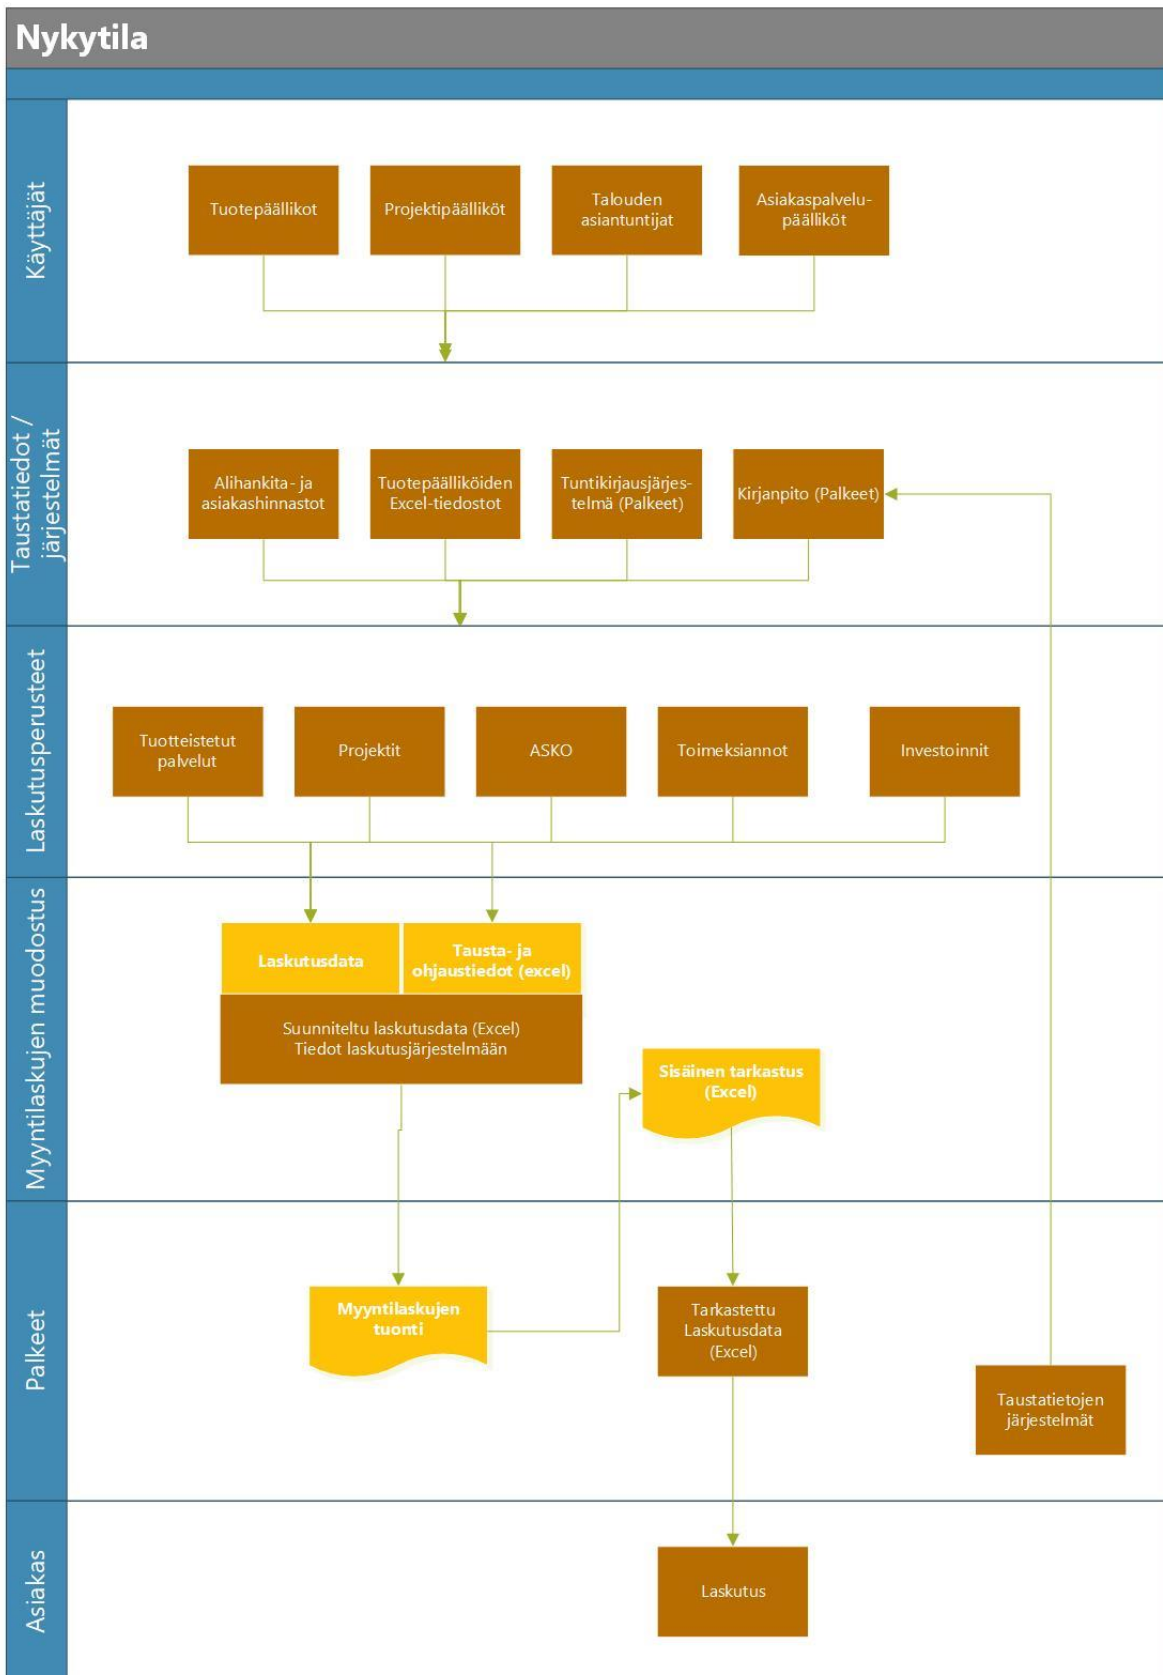 Nykytila
Käyttäjät
Tuotepäällikot
Projektipäälliköt
Talouden
asiantuntijat
Asiakaspalvelu-
päälliköt
Taustatiedot /
järjestelmät
Alihankita- ja
asiakashinnastot
Tuotepäälliköiden
Excel-tiedostot
Tuntikirjausjärjes-
telmä (Palkeet)
Kirjanpito (Palkeet)
Laskutusperusteet
Tuotteistetut
palvelut
Projektit
ASKO
Toimeksiannot
Investoinnit
Myyntilaskujen muodostus
Laskutusdata
Tausta- ja
ohjaustiedot (excel)
Suunniteltu laskutusdata (Excel)
Tiedot laskutusjärjestelmään
Sisäinen tarkastus
(Excel)
Palkeet
Myyntilaskujen
tuonti
Tarkastettu
Laskutusdata
(Excel)
Taustatietojen
järjestelmät
Asiakas
Laskutus